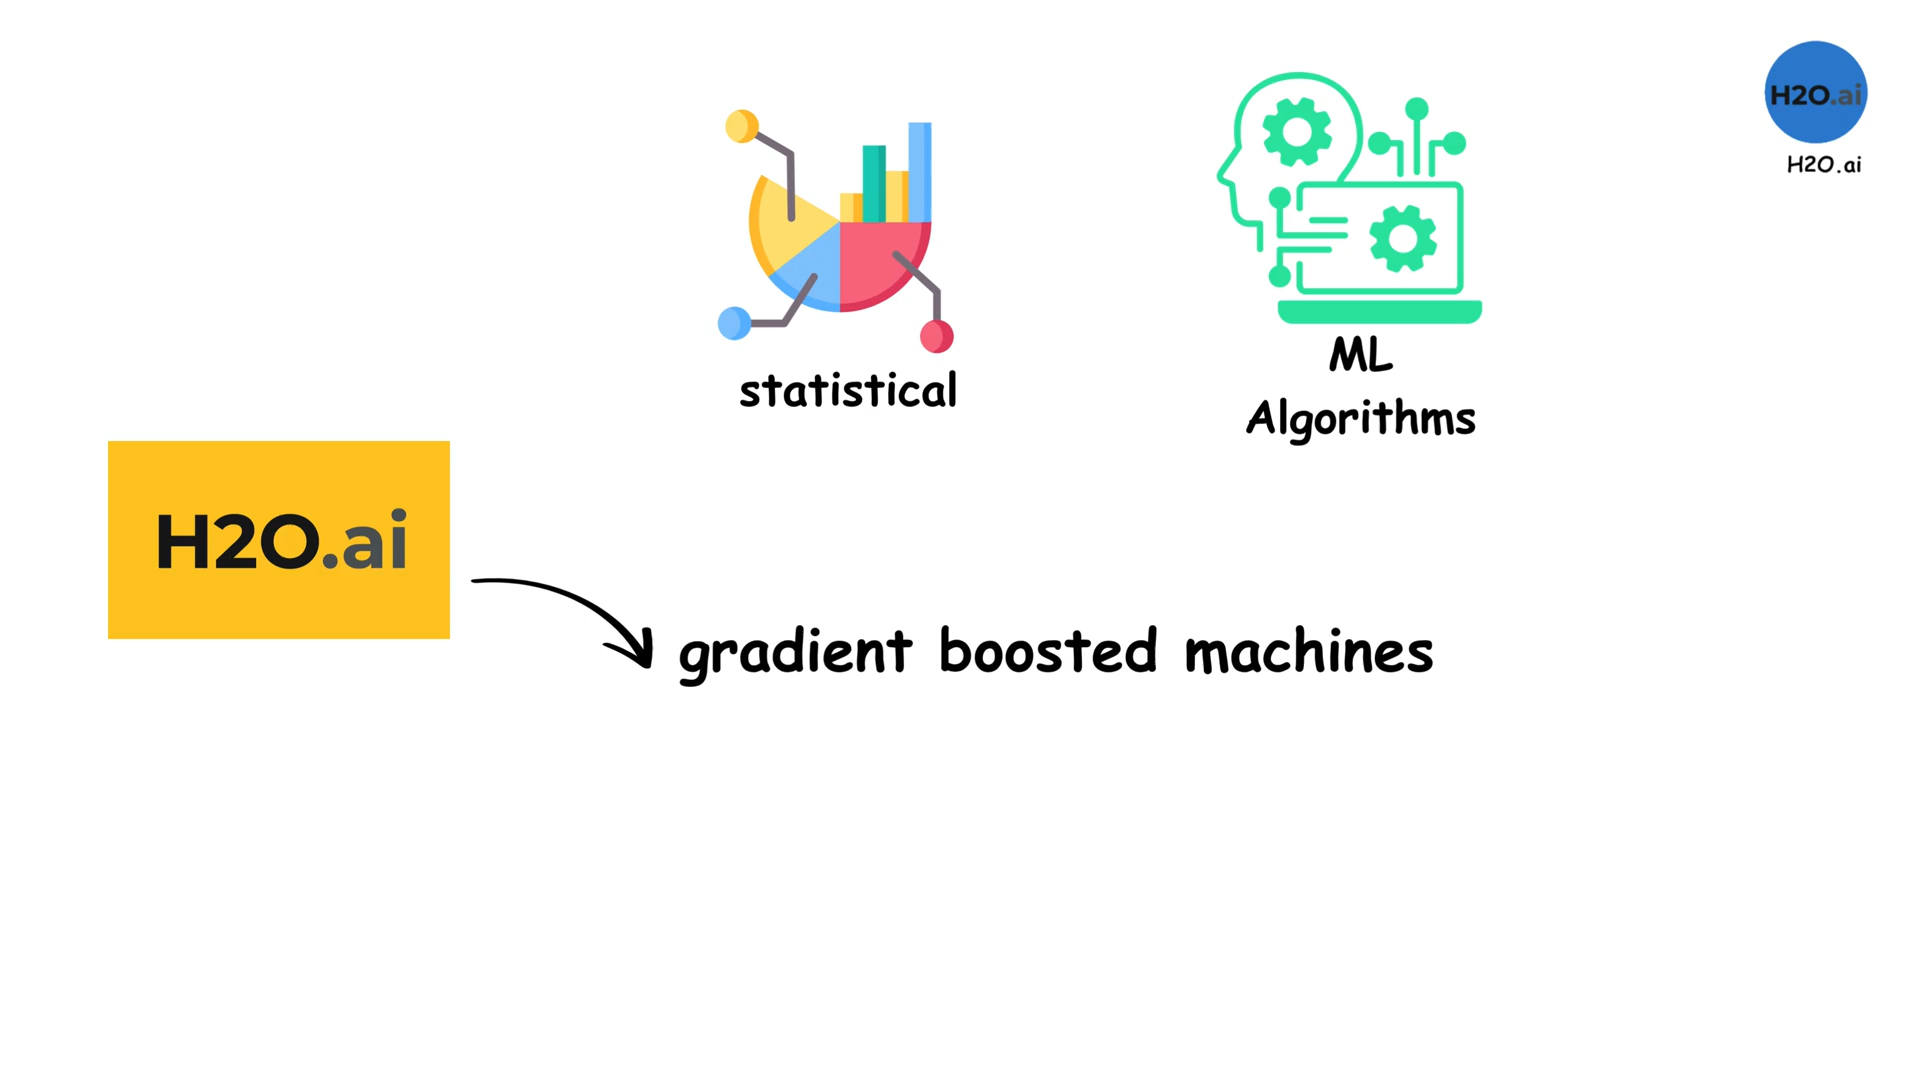 H2O.ai
H2O.ai
statistical
ML
Algorithms
H2O.ai
gradient boosted machines